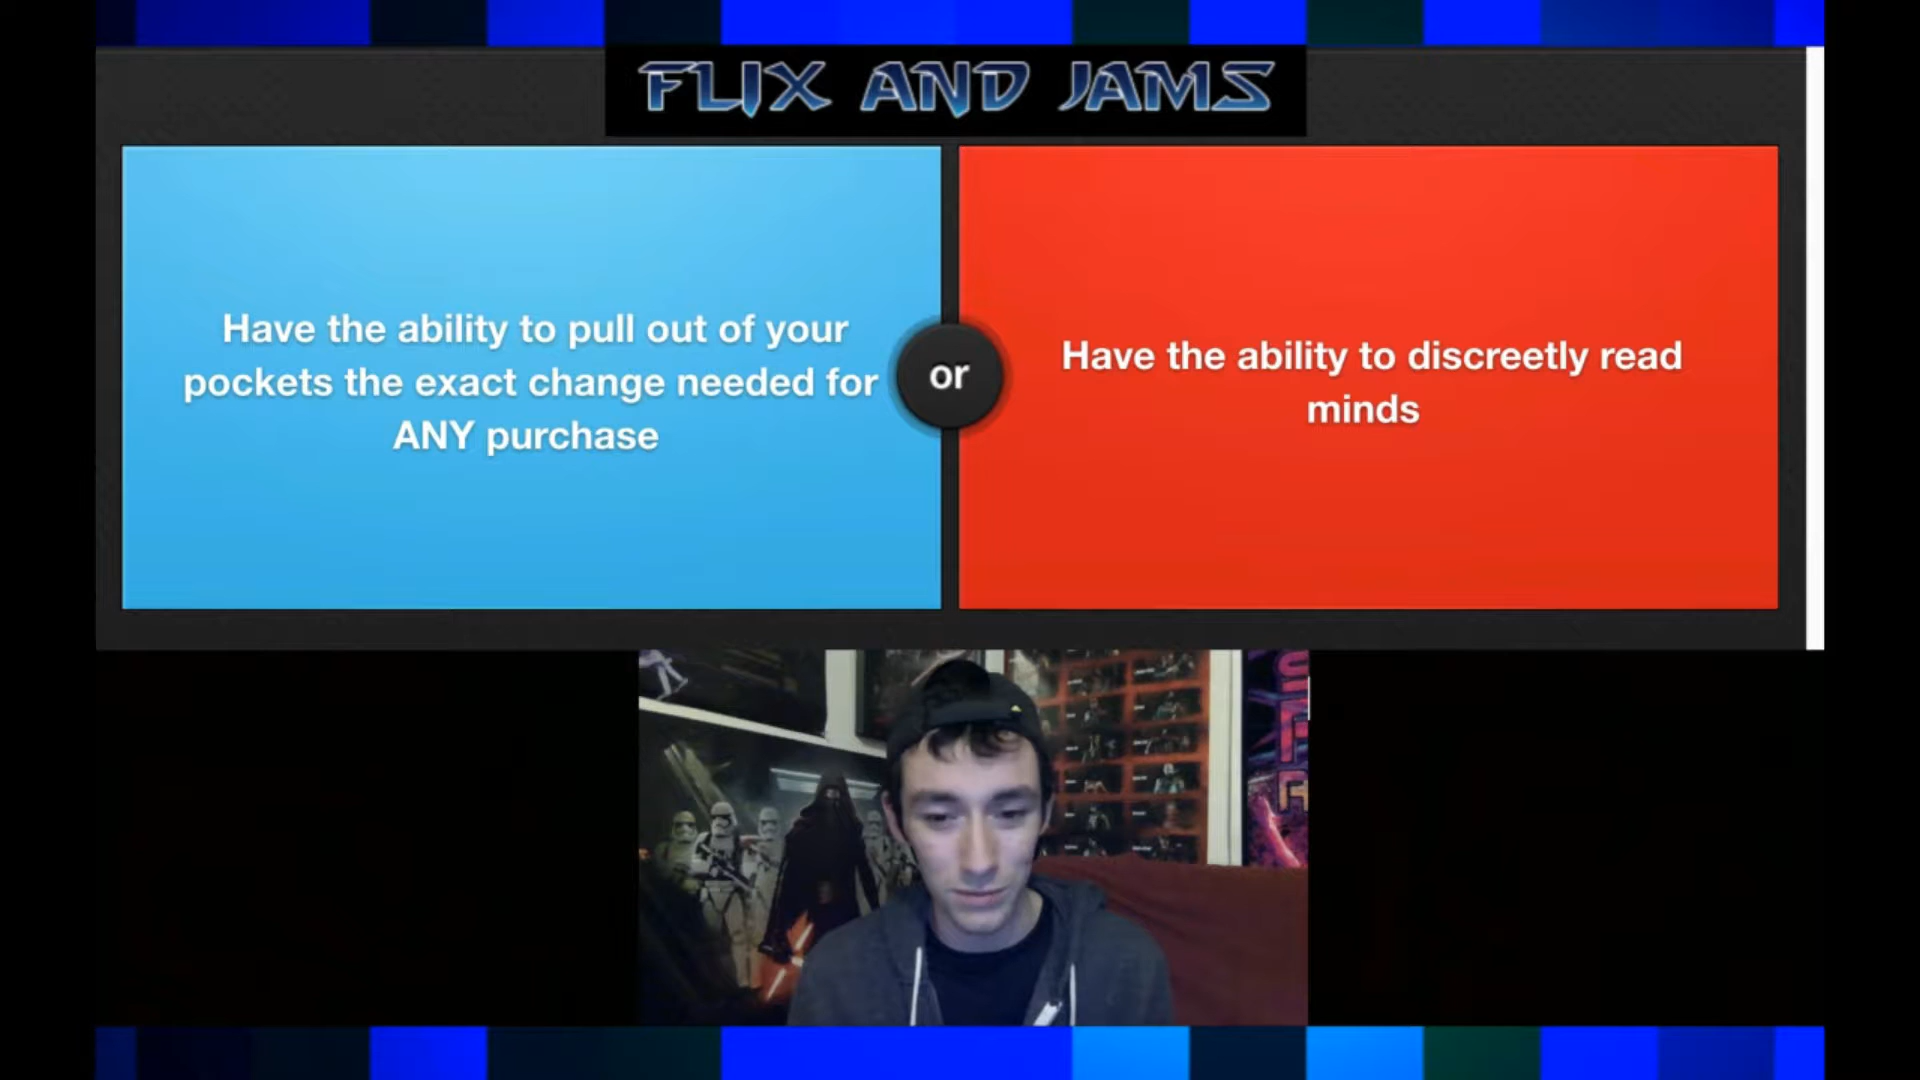 FLIX AND JAMS
Have the ability to pull out of your
pockets the exact change needed for
ANY purchase
or
Have the ability to discreetly read
minds